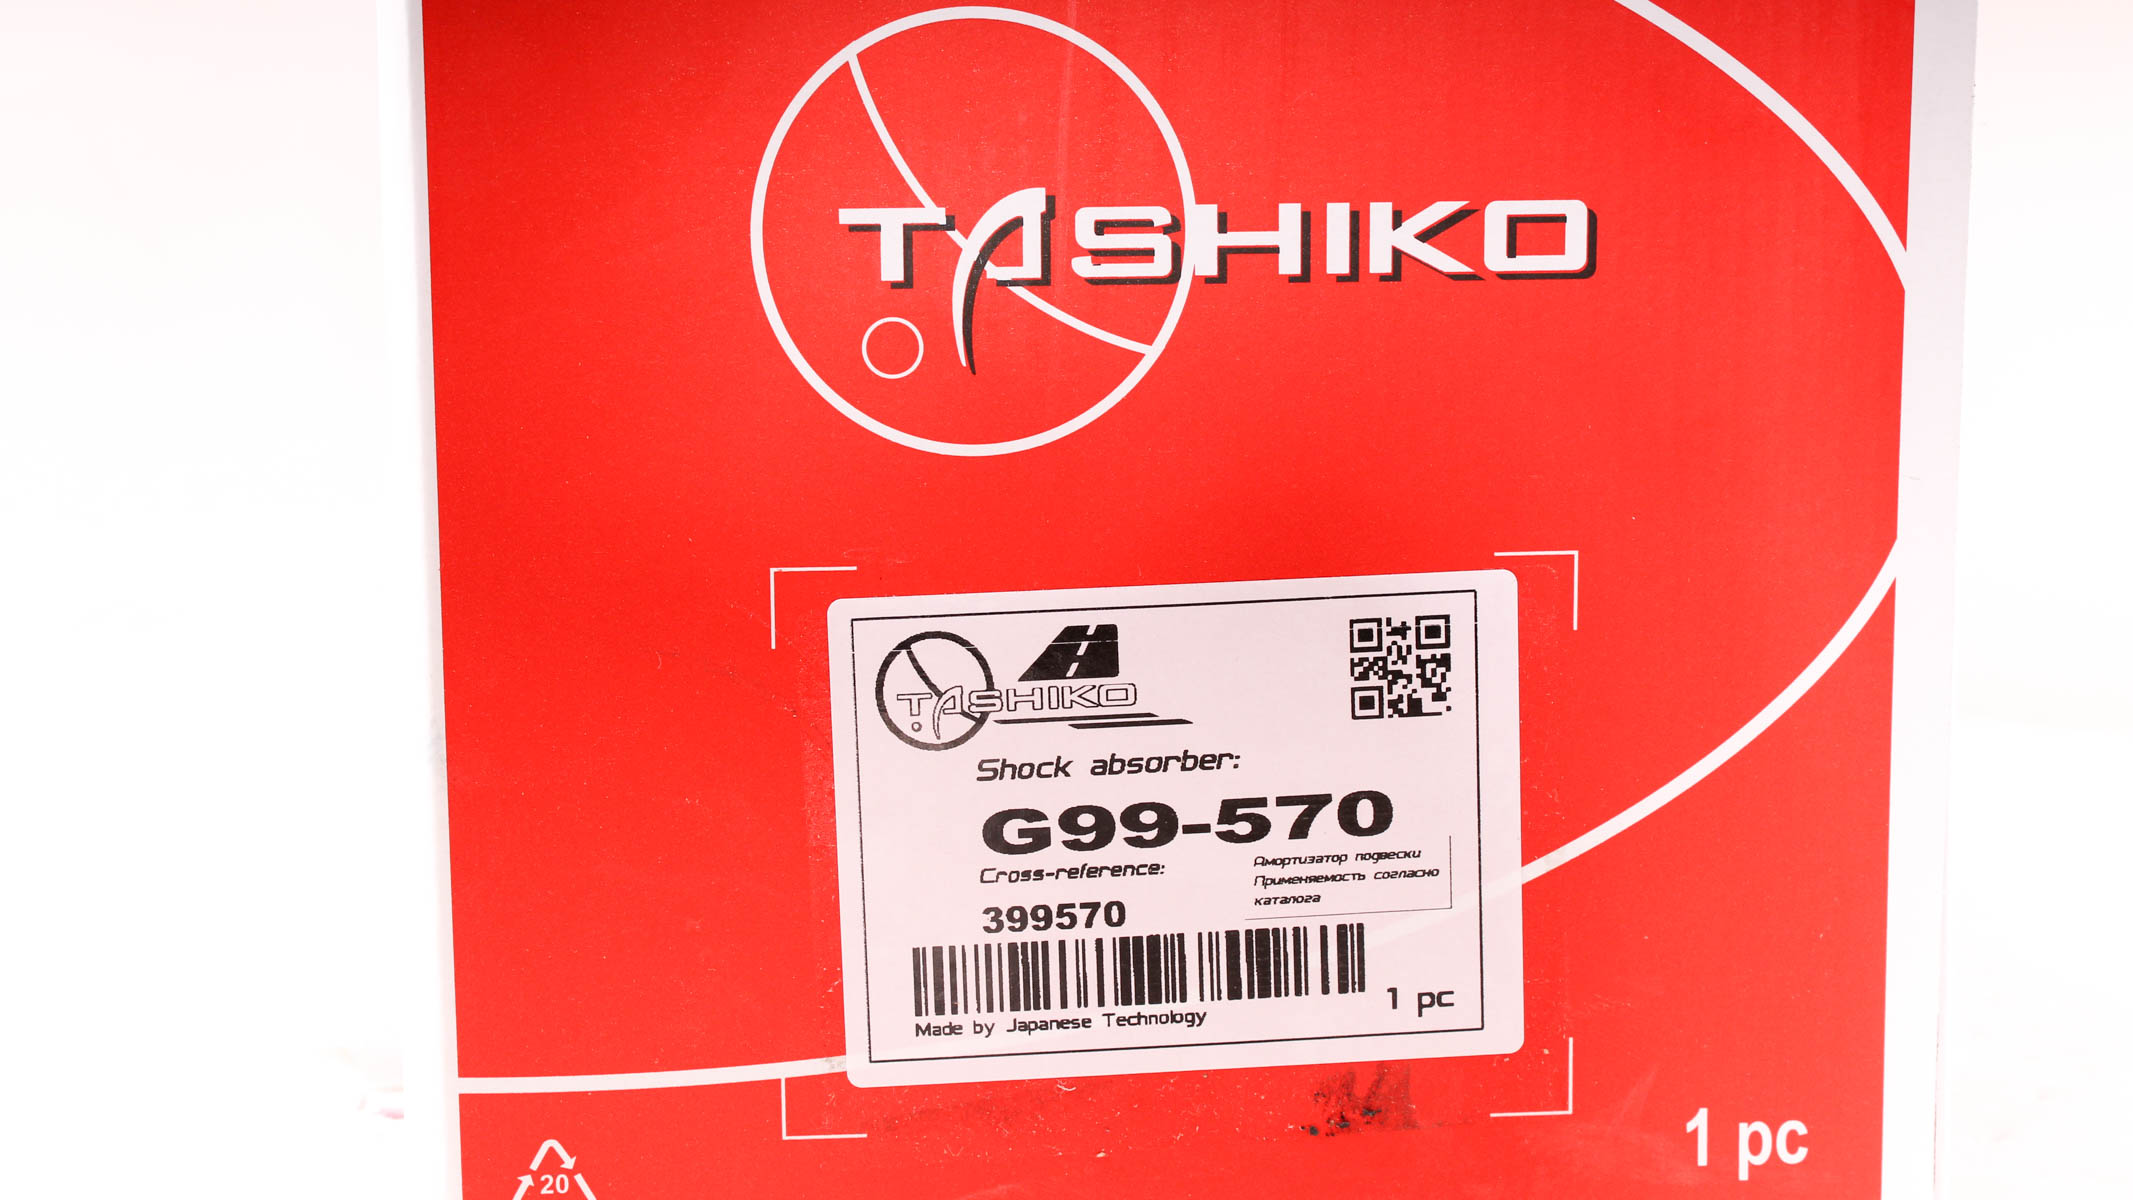 TASHIKO
TASHIKO
Shock absorber:
G99-570
Cross-reference:
Амортизатор подвески
Применяемость согласно
каталога
399570
1 pc
Made by Japanese Technology
1 pc
20